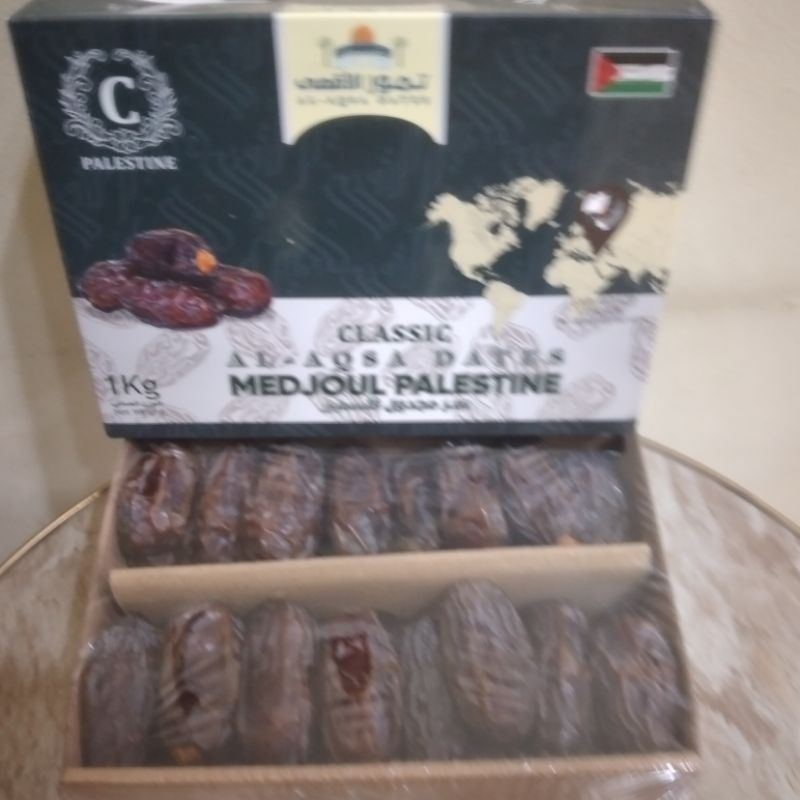 C
PALESTINE
تمور الأقصى
AL-AQSA DATES
CLASSIC
AL-AQSA DATES
MEDJOUL PALESTINE
1Kg